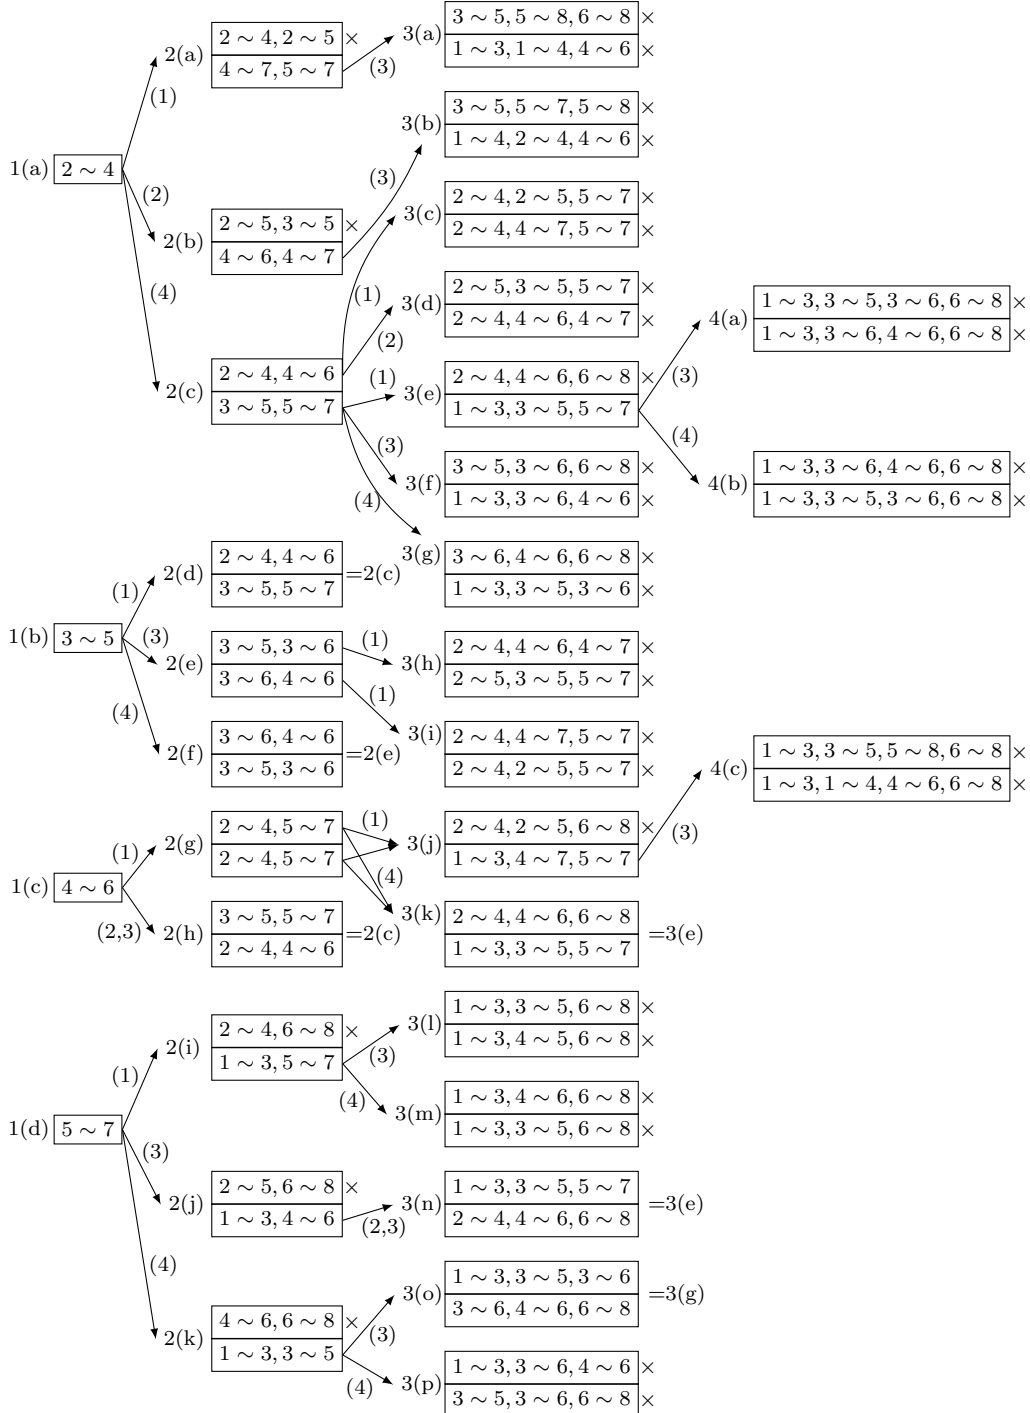 1(a) 2 ∼ 4
(1)
(2)
(4)
2(a) 2 ∼ 4, 2 ∼ 5 ×
4 ∼ 7, 5 ∼ 7
(3)
2(b) 2 ∼ 5, 3 ∼ 5 ×
4 ∼ 6, 4 ∼ 7
(3)
2(c) 2 ∼ 4, 4 ∼ 6
3 ∼ 5, 5 ∼ 7
(1)
(2)
(1)
(3)
(4)
3(a) 3 ∼ 5, 5 ∼ 8, 6 ∼ 8 ×
1 ∼ 3, 1 ∼ 4, 4 ∼ 6 ×
3(b) 3 ∼ 5, 5 ∼ 7, 5 ∼ 8 ×
1 ∼ 4, 2 ∼ 4, 4 ∼ 6 ×
3(c) 2 ∼ 4, 2 ∼ 5, 5 ∼ 7 ×
2 ∼ 4, 4 ∼ 7, 5 ∼ 7 ×
3(d) 2 ∼ 5, 3 ∼ 5, 5 ∼ 7 ×
2 ∼ 4, 4 ∼ 6, 4 ∼ 7 ×
3(e) 2 ∼ 4, 4 ∼ 6, 6 ∼ 8 ×
1 ∼ 3, 3 ∼ 5, 5 ∼ 7
(3)
(4)
4(a) 1 ∼ 3, 3 ∼ 5, 3 ∼ 6, 6 ∼ 8 ×
1 ∼ 3, 3 ∼ 6, 4 ∼ 6, 6 ∼ 8 ×
4(b) 1 ∼ 3, 3 ∼ 6, 4 ∼ 6, 6 ∼ 8 ×
1 ∼ 3, 3 ∼ 5, 3 ∼ 6, 6 ∼ 8 ×
3(f) 3 ∼ 5, 3 ∼ 6, 6 ∼ 8 ×
1 ∼ 3, 3 ∼ 6, 4 ∼ 6 ×
3(g) 3 ∼ 6, 4 ∼ 6, 6 ∼ 8 ×
1 ∼ 3, 3 ∼ 5, 3 ∼ 6 ×
1(b) 3 ∼ 5
(1)
(3)
(4)
2(d) 2 ∼ 4, 4 ∼ 6
3 ∼ 5, 5 ∼ 7
=2(c)
2(e) 3 ∼ 5, 3 ∼ 6
3 ∼ 6, 4 ∼ 6
(1)
(1)
2(f) 3 ∼ 6, 4 ∼ 6
3 ∼ 5, 3 ∼ 6
=2(e)
3(h) 2 ∼ 4, 4 ∼ 6, 4 ∼ 7 ×
2 ∼ 5, 3 ∼ 5, 5 ∼ 7 ×
3(i) 2 ∼ 4, 4 ∼ 7, 5 ∼ 7 ×
2 ∼ 4, 2 ∼ 5, 5 ∼ 7 ×
1(c) 4 ∼ 6
(1)
(2,3)
2(g) 2 ∼ 4, 5 ∼ 7
2 ∼ 4, 5 ∼ 7
(1)
(4)
2(h) 3 ∼ 5, 5 ∼ 7
2 ∼ 4, 4 ∼ 6
=2(c)
3(j) 2 ∼ 4, 2 ∼ 5, 6 ∼ 8 ×
1 ∼ 3, 4 ∼ 7, 5 ∼ 7
(3)
4(c) 1 ∼ 3, 3 ∼ 5, 5 ∼ 8, 6 ∼ 8 ×
1 ∼ 3, 1 ∼ 4, 4 ∼ 6, 6 ∼ 8 ×
3(k) 2 ∼ 4, 4 ∼ 6, 6 ∼ 8
1 ∼ 3, 3 ∼ 5, 5 ∼ 7
=3(e)
1(d) 5 ∼ 7
(1)
(3)
(4)
2(i) 2 ∼ 4, 6 ∼ 8 ×
1 ∼ 3, 5 ∼ 7
(3)
(4)
3(l) 1 ∼ 3, 3 ∼ 5, 6 ∼ 8 ×
1 ∼ 3, 4 ∼ 5, 6 ∼ 8 ×
3(m) 1 ∼ 3, 4 ∼ 6, 6 ∼ 8 ×
1 ∼ 3, 3 ∼ 5, 6 ∼ 8 ×
2(j) 2 ∼ 5, 6 ∼ 8 ×
1 ∼ 3, 4 ∼ 6
(2,3)
3(n) 1 ∼ 3, 3 ∼ 5, 5 ∼ 7
2 ∼ 4, 4 ∼ 6, 6 ∼ 8
=3(e)
2(k) 4 ∼ 6, 6 ∼ 8 ×
1 ∼ 3, 3 ∼ 5
(3)
(4)
3(o) 1 ∼ 3, 3 ∼ 5, 3 ∼ 6
3 ∼ 6, 4 ∼ 6, 6 ∼ 8
=3(g)
3(p) 1 ∼ 3, 3 ∼ 6, 4 ∼ 6 ×
3 ∼ 5, 3 ∼ 6, 6 ∼ 8 ×